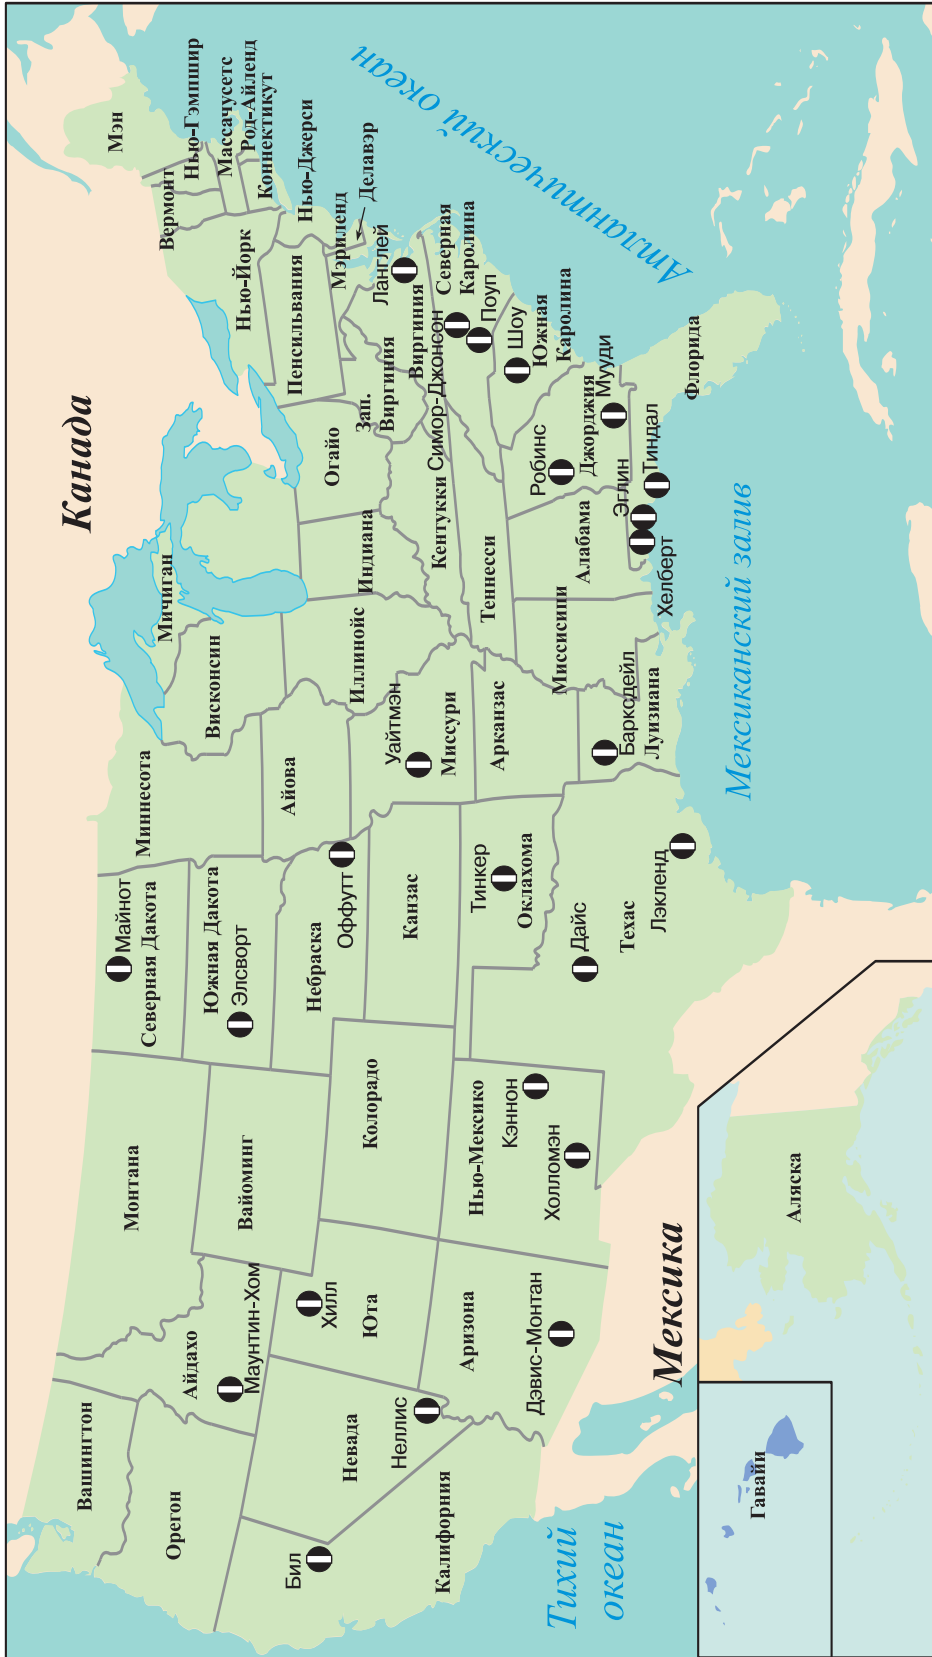 Канада
Мексика
Тихий
океан
Атлантический океан
Мексиканский залив
Вашингтон
Орегон
Калифорния
Бил
Невада
Неллис
Айдахо
Маунтин-Хом
Монтана
Вайоминг
Юта
Хилл
Аризона
Дэвис-Монтан
Колорадо
Нью-Мексико
Кэннон
Холломэн
Северная Дакота
Майнот
Южная Дакота
Элсворт
Небраска
Оффутт
Канзас
Оклахома
Тинкер
Техас
Дайс
Лэкленд
Миннесота
Айова
Миссури
Уайтмэн
Арканзас
Луизиана
Барксдейл
Висконсин
Мичиган
Иллинойс
Индиана
Огайо
Кентукки
Теннесси
Миссисипи
Алабама
Хелберт
Эглин
Тиндал
Джорджия
Робинс
Мууди
Флорида
Южная
Каролина
Шоу
Северная
Каролина
Поуп
Симор-Джонсон
Виргиния
Ланглей
Зап.
Виргиния
Мэриленд
Делавэр
Пенсильвания
Нью-Джерси
Нью-Йорк
Коннектикут
Род-Айленд
Массачусетс
Вермонт
Нью-Гэмпшир
Мэн
Аляска
Гавайи